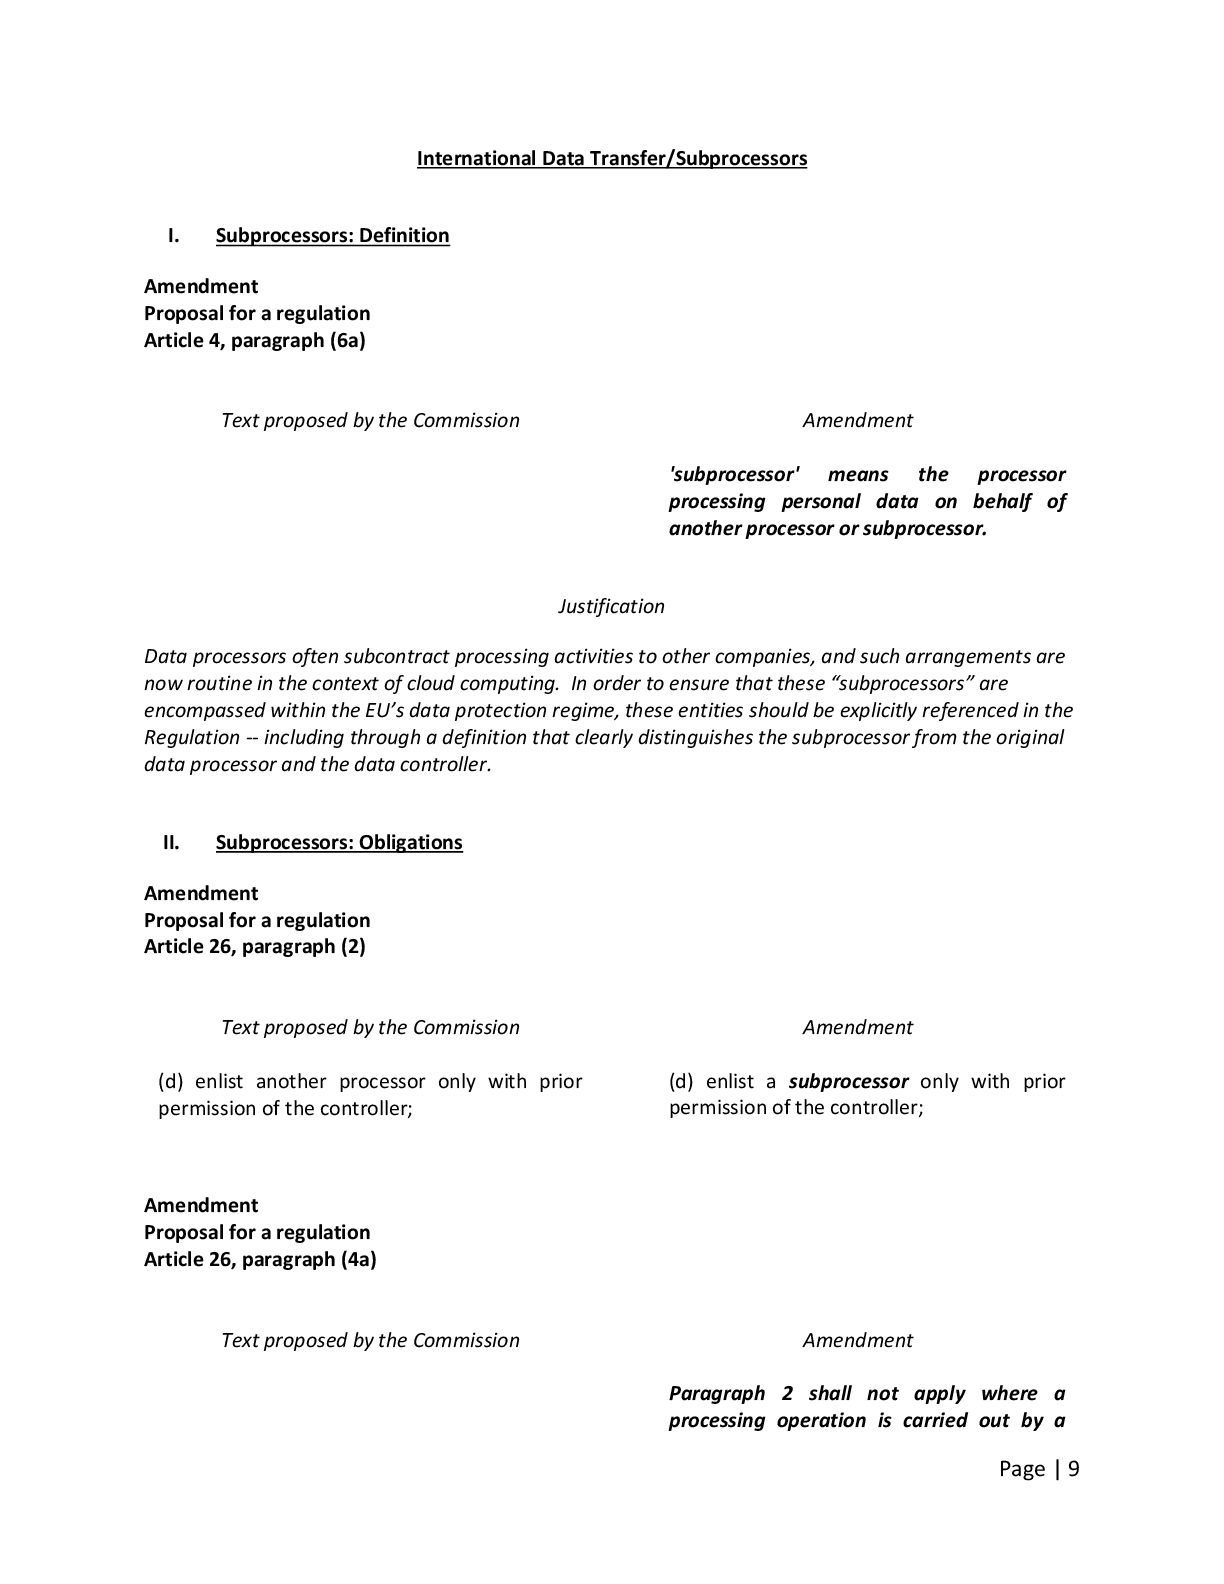 International Data Transfer/Subprocessors
I. Subprocessors: Definition
Amendment
Proposal for a regulation
Article 4, paragraph (6a)
Text proposed by the Commission
Amendment
'subprocessor' means the processor
processing personal data on behalf of
another processor or subprocessor.
Justification
Data processors often subcontract processing activities to other companies, and such arrangements are
now routine in the context of cloud computing.  In order to ensure that these “subprocessors” are
encompassed within the EU’s data protection regime, these entities should be explicitly referenced in the
Regulation -- including through a definition that clearly distinguishes the subprocessor from the original
data processor and the data controller.
II. Subprocessors: Obligations
Amendment
Proposal for a regulation
Article 26, paragraph (2)
Text proposed by the Commission
Amendment
(d) enlist another processor only with prior
permission of the controller;
(d) enlist a subprocessor only with prior
permission of the controller;
Amendment
Proposal for a regulation
Article 26, paragraph (4a)
Text proposed by the Commission
Amendment
Paragraph 2 shall not apply where a
processing operation is carried out by a
Page | 9